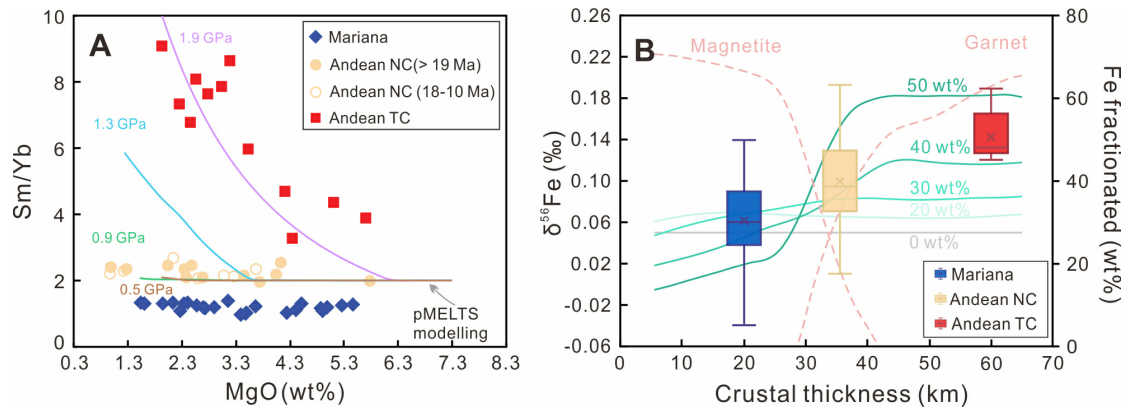 A
10
8
6
4
2
0
Sm/Yb
1.9 GPa
1.3 GPa
0.9 GPa
0.5 GPa
Mariana
Andean NC(> 19 Ma)
Andean NC (18-10 Ma)
Andean TC
pMELTS
modelling
0.3 1.3 2.3 3.3 4.3 5.3 6.3 7.3 8.3
MgO (wt%)
B
0.26
0.22
0.18
0.14
0.10
0.06
0.02
-0.02
-0.06
δ⁵⁶Fe (‰)
Magnetite
Garnet
50 wt%
40 wt%
30 wt%
20 wt%
0 wt%
Mariana
Andean NC
Andean TC
0 10 20 30 40 50 60 70
Crustal thickness (km)
80
60
40
20
0
Fe fractionated (wt%)